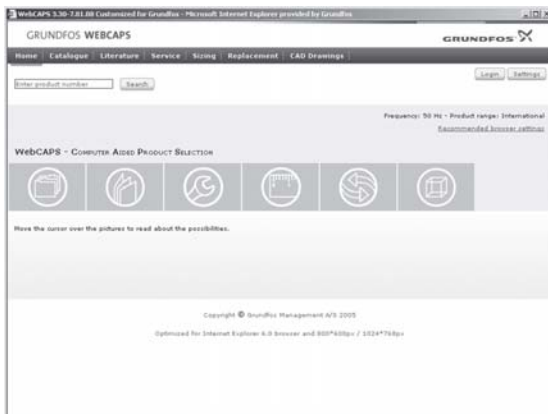 WebCAPS 3.30-7.01.00 Customized for Grundfos - Microsoft Internet Explorer provided by Grundfos
GRUNDFOS WEBCAPS
GRUNDFOS
Home Catalogue Literature Service Sizing Replacement CAD Drawings
Enter product number Search
Login Settings
Frequency: 50 Hz - Product range: International
Recommended browser settings
WebCAPS - Computer Aided Product Selection
Move the cursor over the pictures to read about the possibilities.
Copyright © Grundfos Management A/S 2005
Optimized for Internet Explorer 6.0 browser and 800*600px / 1024*768px